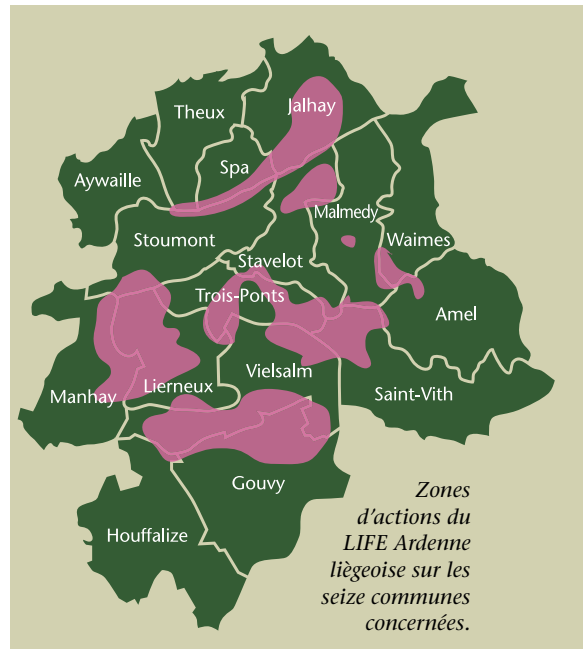 Jalhay
Theux
Spa
Aywaille
Malmedy
Stoumont
Waimes
Stavelot
Trois-Ponts
Amel
Vielsalm
Lierneux
Saint-Vith
Manhay
Gouvy
Houffalize
Zones
d'actions du
LIFE Ardenne
liègeoise sur les
seize communes
concernées.